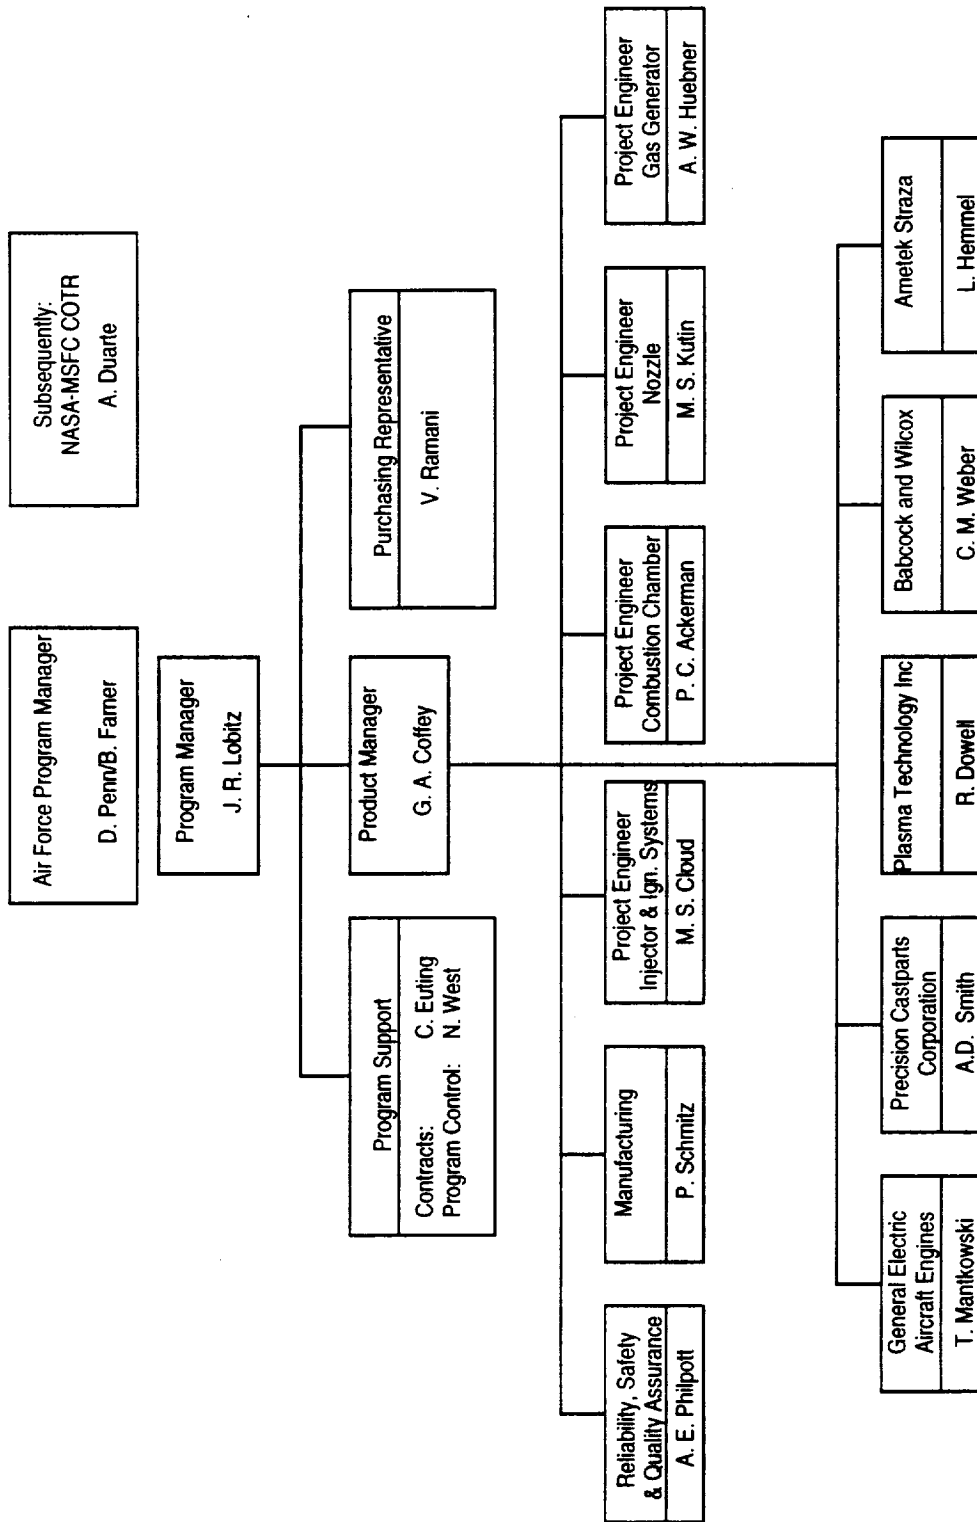 Air Force Program Manager
D. Penn/B. Farner
Subsequently:
NASA-MSFC COTR
A. Duarte
Program Manager
J. R. Lobitz
Program Support
Contracts: C. Euting
Program Control: N. West
Product Manager
G. A. Coffey
Purchasing Representative
V. Ramani
Reliability, Safety
& Quality Assurance
A. E. Philpott
Manufacturing
P. Schmitz
Project Engineer
Injector & Ign. Systems
M. S. Cloud
Project Engineer
Combustion Chamber
P. C. Ackerman
Project Engineer
Nozzle
M. S. Kutin
Project Engineer
Gas Generator
A. W. Huebner
General Electric
Aircraft Engines
T. Mantkowski
Precision Castparts
Corporation
A.D. Smith
Plasma Technology Inc
R. Dowell
Babcock and Wilcox
C. M. Weber
Ametek Straza
L. Hemmel